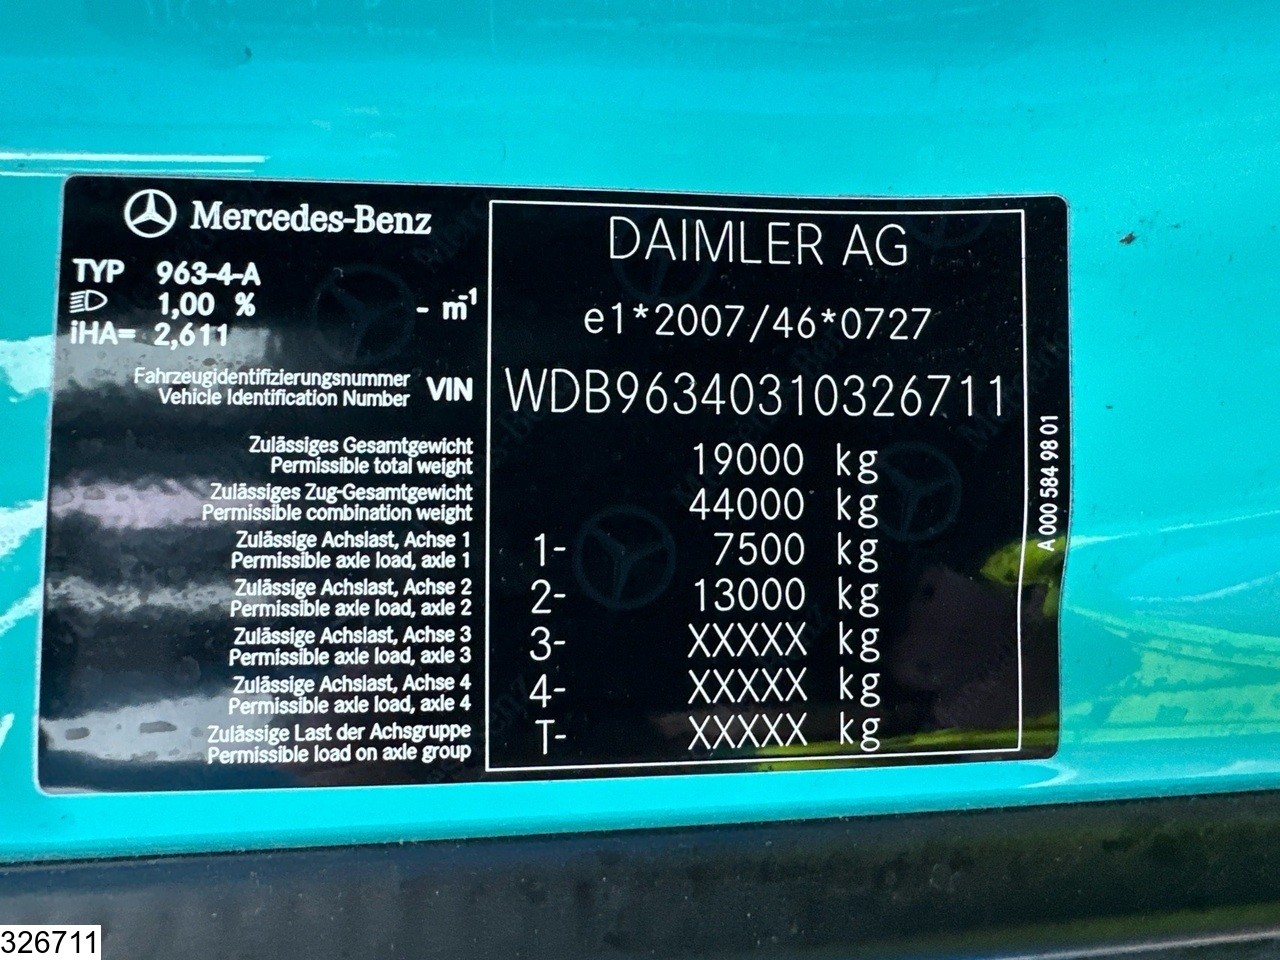 Mercedes-Benz
TYP 963-4-A
1,00 % - m⁻¹
iHA= 2,611
DAIMLER AG
e1*2007/46*0727
Fahrzeugidentifizierungsnummer
Vehicle Identification Number VIN WDB96340310326711
Zulässiges Gesamtgewicht
Permissible total weight 19000 kg
Zulässiges Zug-Gesamtgewicht
Permissible combination weight 44000 kg
Zulässige Achslast, Achse 1
Permissible axle load, axle 1 1- 7500 kg
Zulässige Achslast, Achse 2
Permissible axle load, axle 2 2- 13000 kg
Zulässige Achslast, Achse 3
Permissible axle load, axle 3 3- XXXXX kg
Zulässige Achslast, Achse 4
Permissible axle load, axle 4 4- XXXXX kg
Zulässige Last der Achsgruppe
Permissible load on axle group T- XXXXX kg
A 000 584 98 01
326711